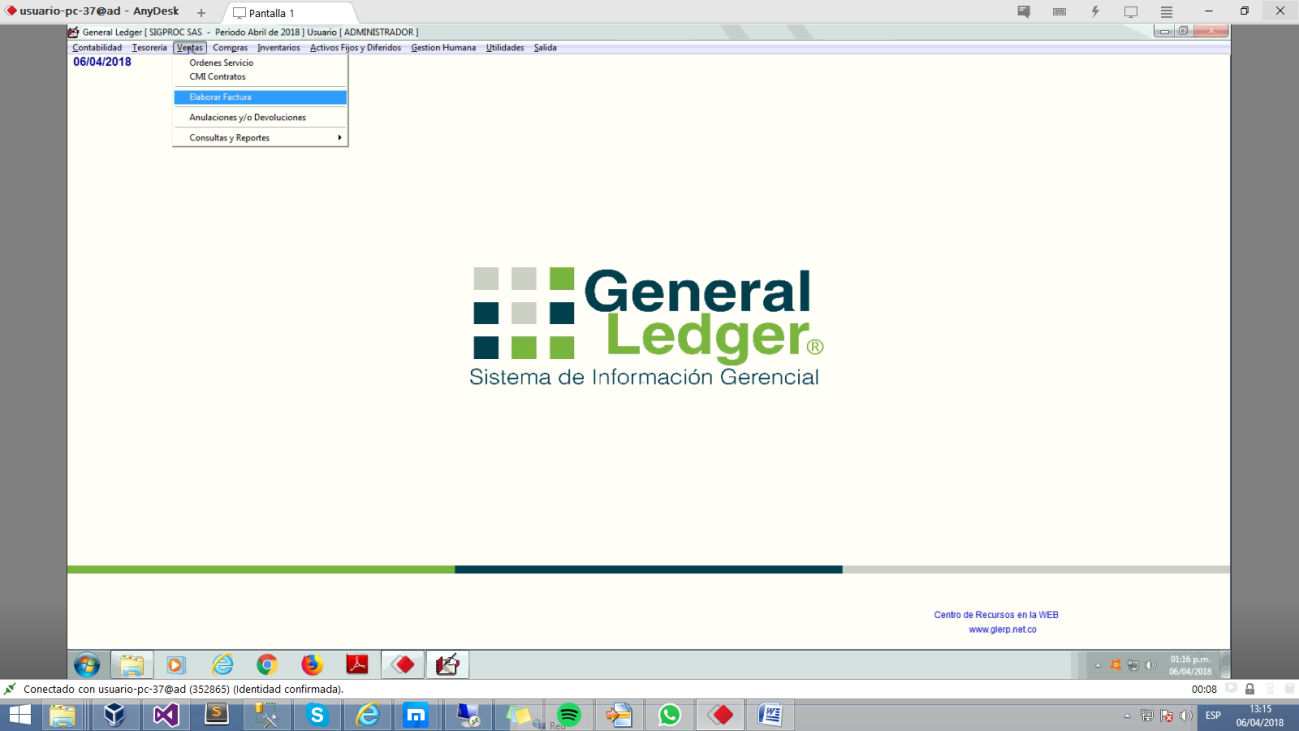 usuario-pc-37@ad - AnyDesk
Pantalla 1
General Ledger [ SIGPROC SAS - Periodo Abril de 2018 ] Usuario [ ADMINISTRADOR ]
Contabilidad Tesorería Ventas Compras Inventarios Activos Fijos y Diferidos Gestion Humana Utilidades Salida
06/04/2018
Ordenes Servicio
CMI Contratos
Elaborar Factura
Anulaciones y/o Devoluciones
Consultas y Reportes
General
Ledger®
Sistema de Información Gerencial
Centro de Recursos en la WEB
www.glerp.net.co
01:16 p.m.
06/04/2018
Conectado con usuario-pc-37@ad (352865) (Identidad confirmada).
00:08
Red
ESP
13:15
06/04/2018